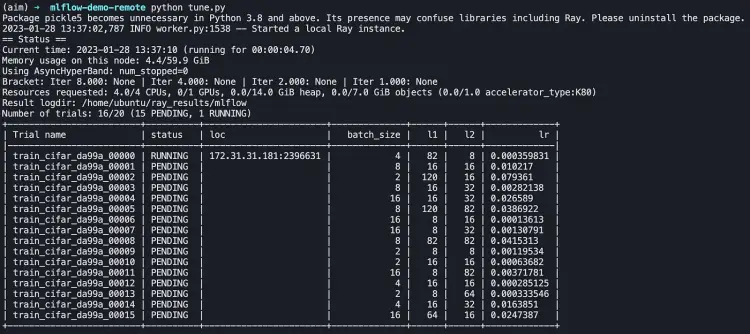 (aim) → mlflow-demo-remote python tune.py
Package pickle5 becomes unnecessary in Python 3.8 and above. Its presence may confuse libraries including Ray. Please uninstall the package.
2023-01-28 13:37:02,787 INFO worker.py:1538 -- Started a local Ray instance.
== Status ==
Current time: 2023-01-28 13:37:10 (running for 00:00:04.70)
Memory usage on this node: 4.4/59.9 GiB
Using AsyncHyperBand: num_stopped=0
Bracket: Iter 8.000: None | Iter 4.000: None | Iter 2.000: None | Iter 1.000: None
Resources requested: 4.0/4 CPUs, 0/1 GPUs, 0.0/14.0 GiB heap, 0.0/7.0 GiB objects (0.0/1.0 accelerator_type:K80)
Result logdir: /home/ubuntu/ray_results/mlflow
Number of trials: 16/20 (15 PENDING, 1 RUNNING)
| Trial name | status | loc | batch_size | l1 | l2 | lr |
| train_cifar_da99a_00000 | RUNNING | 172.31.31.181:2396631 | 4 | 82 | 8 | 0.000359831 |
| train_cifar_da99a_00001 | PENDING | | 8 | 16 | 16 | 0.010217 |
| train_cifar_da99a_00002 | PENDING | | 2 | 120 | 16 | 0.079361 |
| train_cifar_da99a_00003 | PENDING | | 8 | 16 | 32 | 0.00282138 |
| train_cifar_da99a_00004 | PENDING | | 16 | 16 | 32 | 0.026589 |
| train_cifar_da99a_00005 | PENDING | | 8 | 120 | 82 | 0.0386922 |
| train_cifar_da99a_00006 | PENDING | | 16 | 8 | 16 | 0.00013613 |
| train_cifar_da99a_00007 | PENDING | | 16 | 8 | 32 | 0.00130791 |
| train_cifar_da99a_00008 | PENDING | | 8 | 82 | 82 | 0.0415313 |
| train_cifar_da99a_00009 | PENDING | | 2 | 8 | 8 | 0.00119534 |
| train_cifar_da99a_00010 | PENDING | | 2 | 16 | 16 | 0.00063682 |
| train_cifar_da99a_00011 | PENDING | | 16 | 8 | 82 | 0.00371781 |
| train_cifar_da99a_00012 | PENDING | | 4 | 16 | 16 | 0.000285125 |
| train_cifar_da99a_00013 | PENDING | | 2 | 8 | 64 | 0.000333546 |
| train_cifar_da99a_00014 | PENDING | | 4 | 16 | 32 | 0.0163851 |
| train_cifar_da99a_00015 | PENDING | | 16 | 64 | 16 | 0.0247387 |